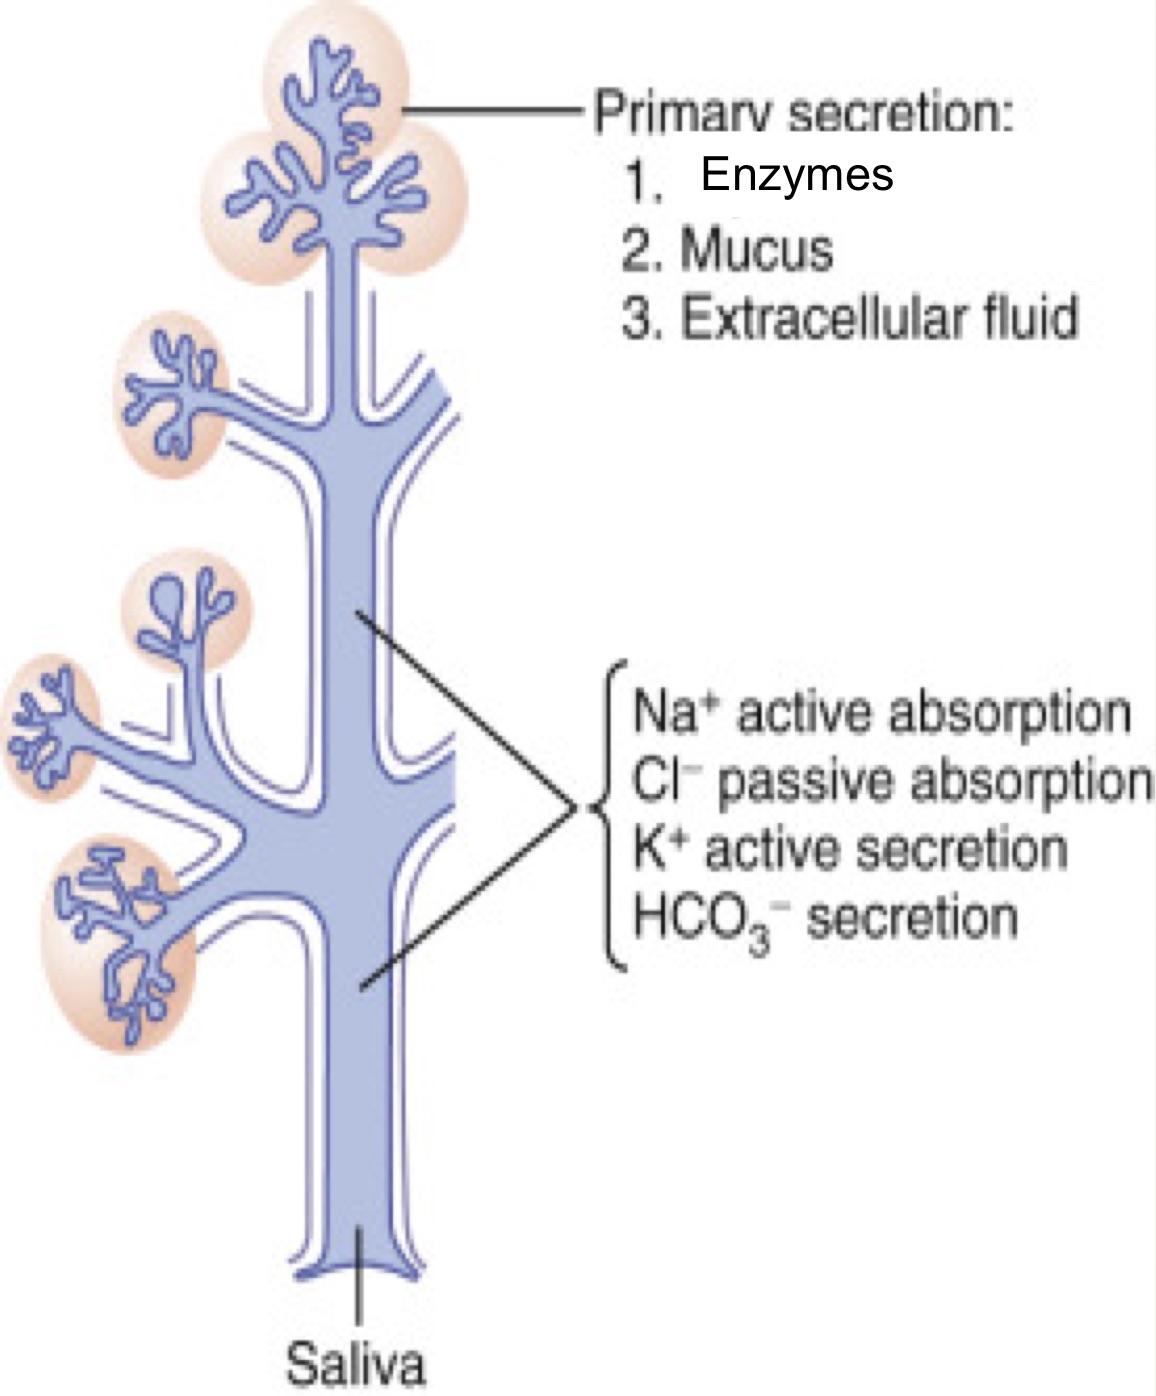 Primary secretion:
1. Enzymes
2. Mucus
3. Extracellular fluid
Na⁺ active absorption
Cl⁻ passive absorption
K⁺ active secretion
HCO₃⁻ secretion
Saliva